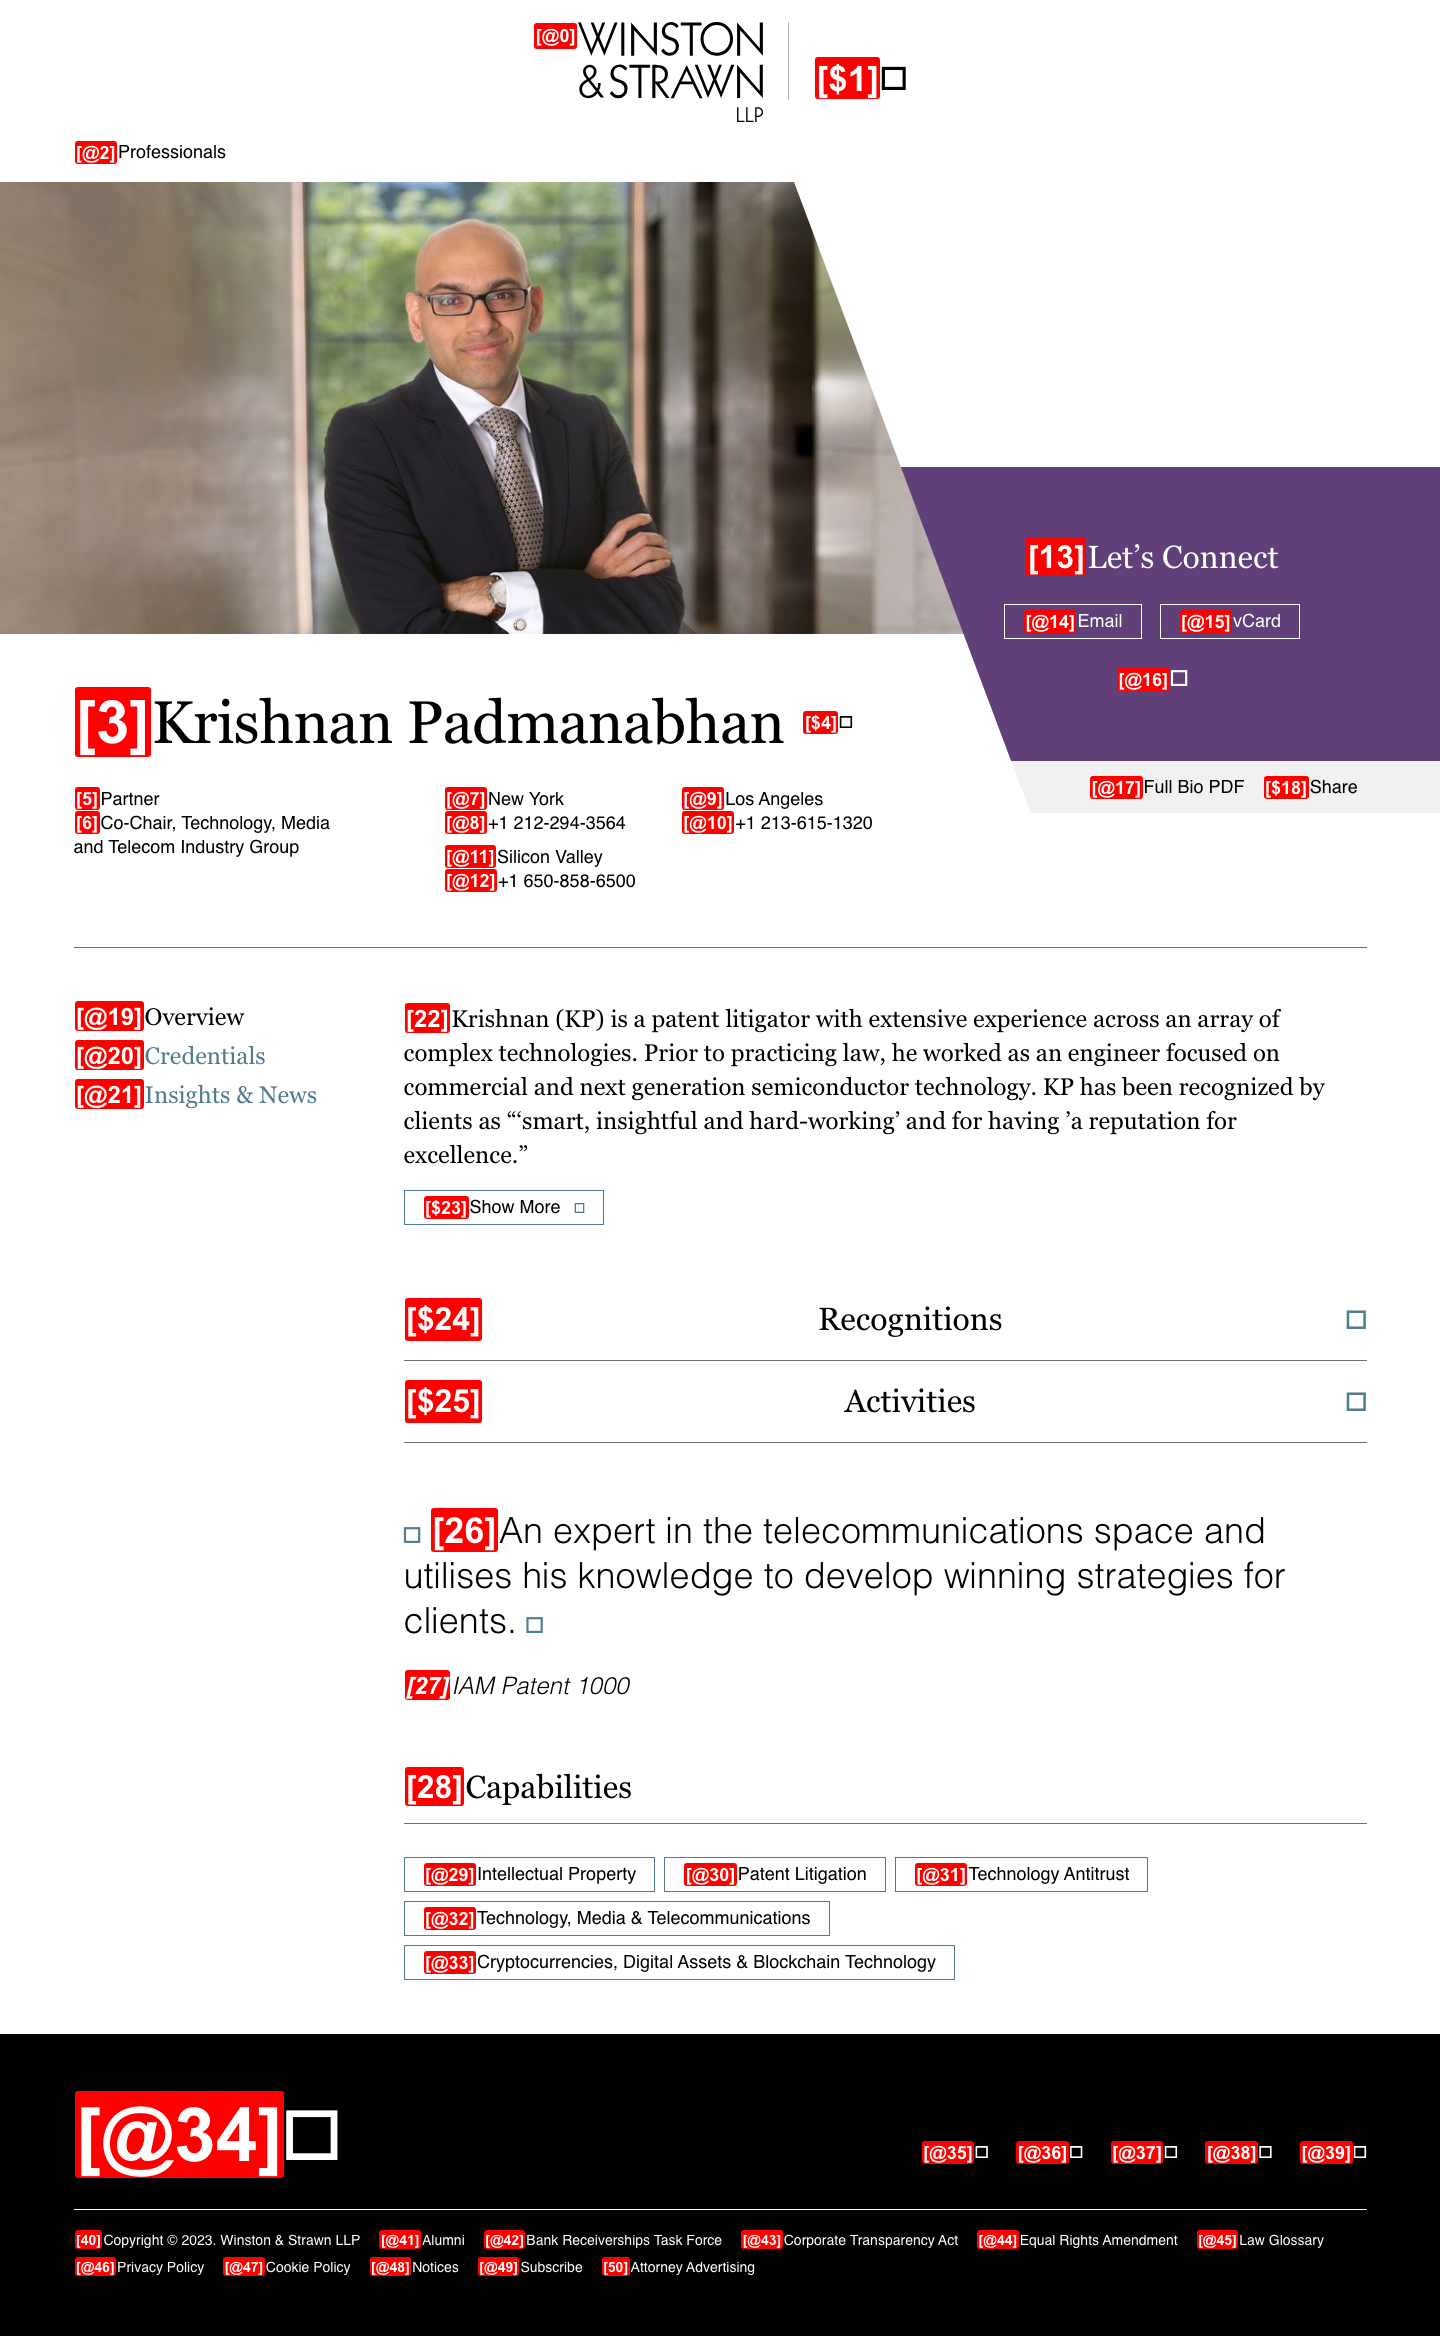 [@0]WINSTON
& STRAWN
LLP
[$1]
[@2]Professionals
[13]Let’s Connect
[@14]Email
[@15]vCard
[@16]
[3]Krishnan Padmanabhan
[$4]
[@17]Full Bio PDF
[$18]Share
[5]Partner
[6]Co-Chair, Technology, Media
and Telecom Industry Group
[@7]New York
[@8]+1 212-294-3564
[@9]Los Angeles
[@10]+1 213-615-1320
[@11]Silicon Valley
[@12]+1 650-858-6500
[@19]Overview
[@20]Credentials
[@21]Insights & News
[22]Krishnan (KP) is a patent litigator with extensive experience across an array of
complex technologies. Prior to practicing law, he worked as an engineer focused on
commercial and next generation semiconductor technology. KP has been recognized by
clients as “‘smart, insightful and hard-working’ and for having ’a reputation for
excellence.”
[$23]Show More
[$24] Recognitions
[$25] Activities
[26]An expert in the telecommunications space and
utilises his knowledge to develop winning strategies for
clients.
[27]IAM Patent 1000
[28]Capabilities
[@29]Intellectual Property
[@30]Patent Litigation
[@31]Technology Antitrust
[@32]Technology, Media & Telecommunications
[@33]Cryptocurrencies, Digital Assets & Blockchain Technology
[@34]
[@35] [@36] [@37] [@38] [@39]
[40]Copyright © 2023. Winston & Strawn LLP [@41]Alumni [@42]Bank Receiverships Task Force [@43]Corporate Transparency Act [@44]Equal Rights Amendment [@45]Law Glossary
[@46]Privacy Policy [@47]Cookie Policy [@48]Notices [@49]Subscribe [50]Attorney Advertising